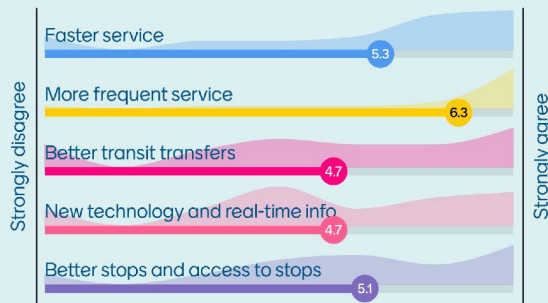 Strongly disagree
Faster service
5.3
More frequent service
6.3
Better transit transfers
4.7
New technology and real-time info
4.7
Better stops and access to stops
5.1
Strongly agree